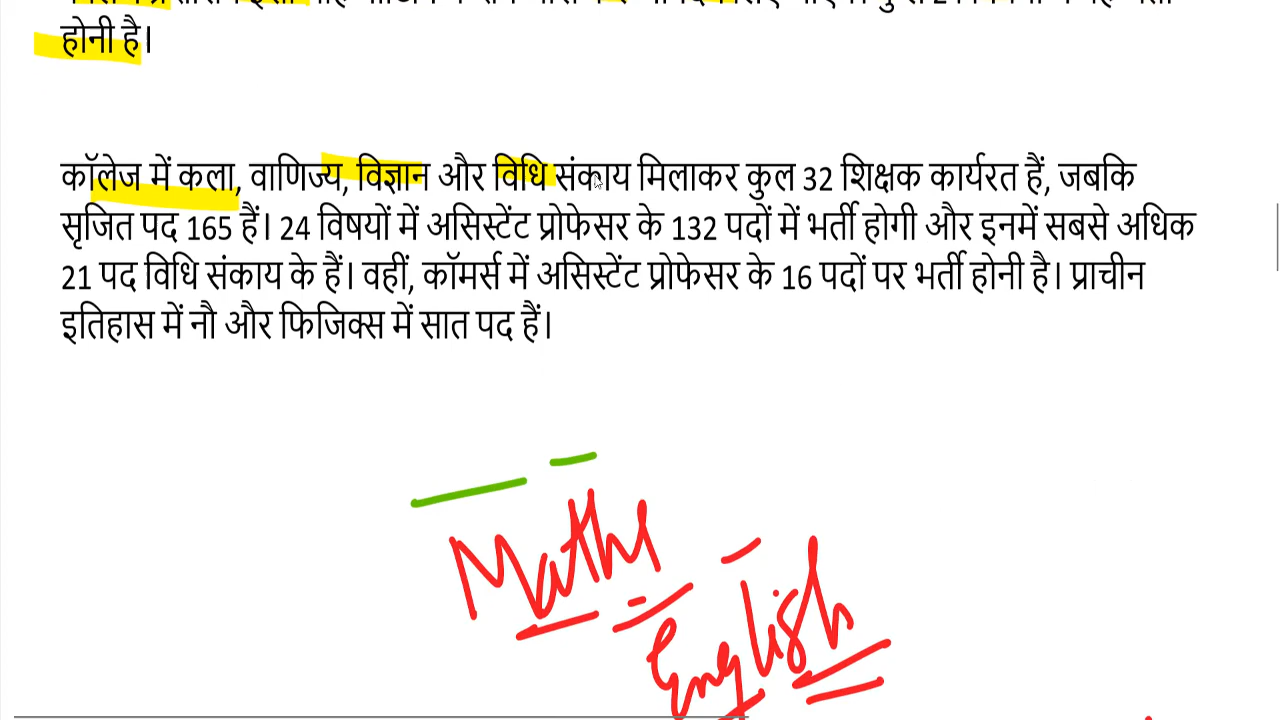 होनी है।
कॉलेज में कला, वाणिज्य, विज्ञान और विधि संकाय मिलाकर कुल 32 शिक्षक कार्यरत हैं, जबकि
सृजित पद 165 हैं। 24 विषयों में असिस्टेंट प्रोफेसर के 132 पदों में भर्ती होगी और इनमें सबसे अधिक
21 पद विधि संकाय के हैं। वहीं, कॉमर्स में असिस्टेंट प्रोफेसर के 16 पदों पर भर्ती होनी है। प्राचीन
इतिहास में नौ और फिजिक्स में सात पद हैं।
Maths
English